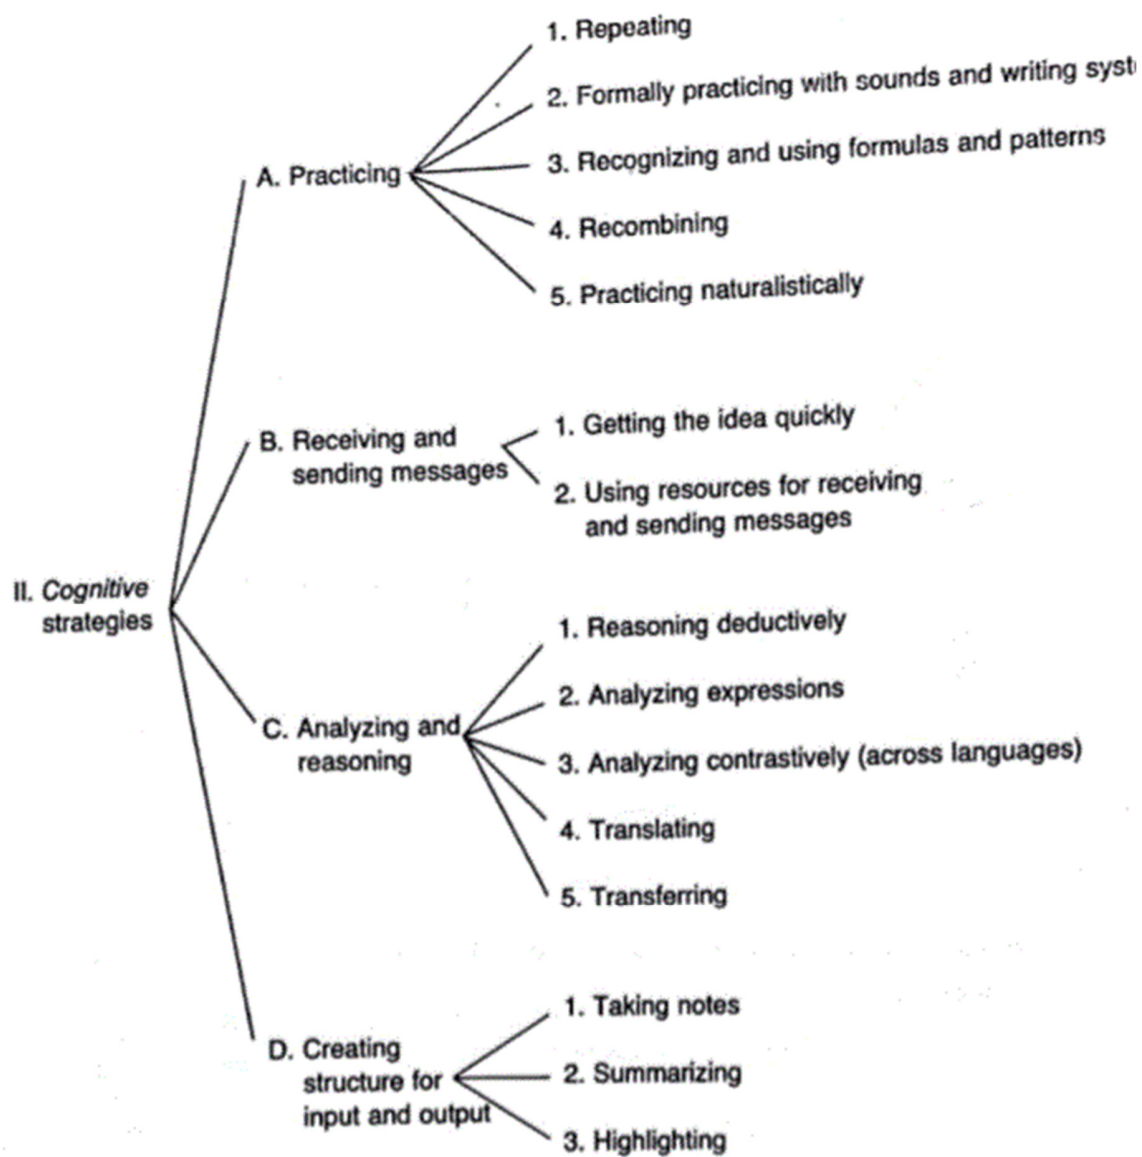 1. Repeating
2. Formally practicing with sounds and writing syst
3. Recognizing and using formulas and patterns
A. Practicing
4. Recombining
5. Practicing naturalistically
B. Receiving and
sending messages
1. Getting the idea quickly
2. Using resources for receiving
and sending messages
II. Cognitive
strategies
1. Reasoning deductively
2. Analyzing expressions
C. Analyzing and
reasoning
3. Analyzing contrastively (across languages)
4. Translating
5. Transferring
D. Creating
structure for
input and output
1. Taking notes
2. Summarizing
3. Highlighting